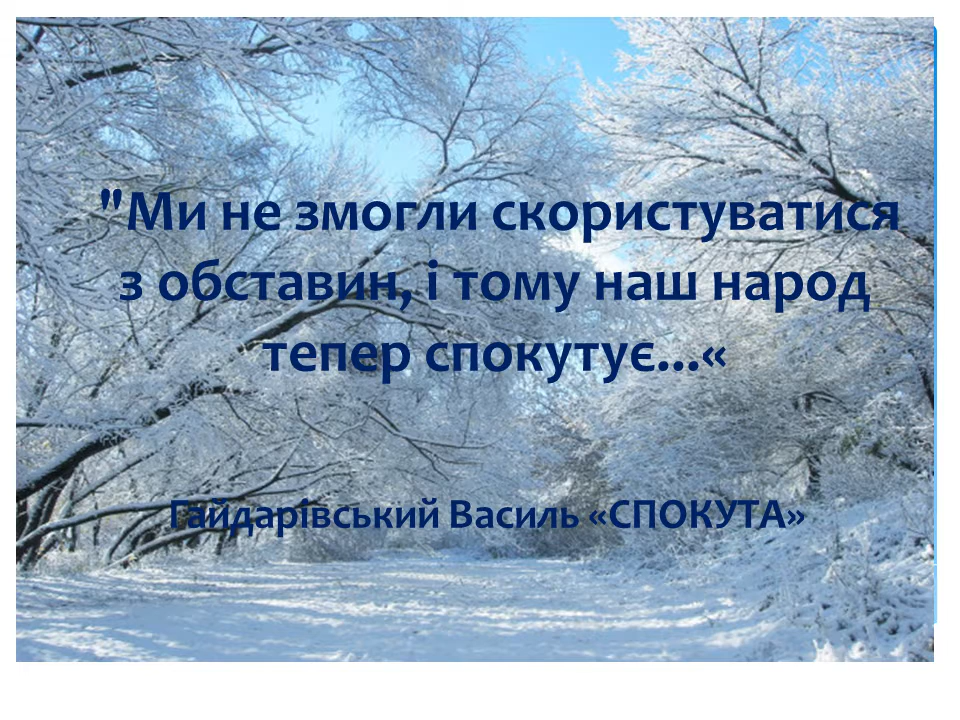 "Ми не змогли скористуватися
з обставин, і тому наш народ
тепер спокутує...«
Гайдарівський Василь «СПОКУТА»